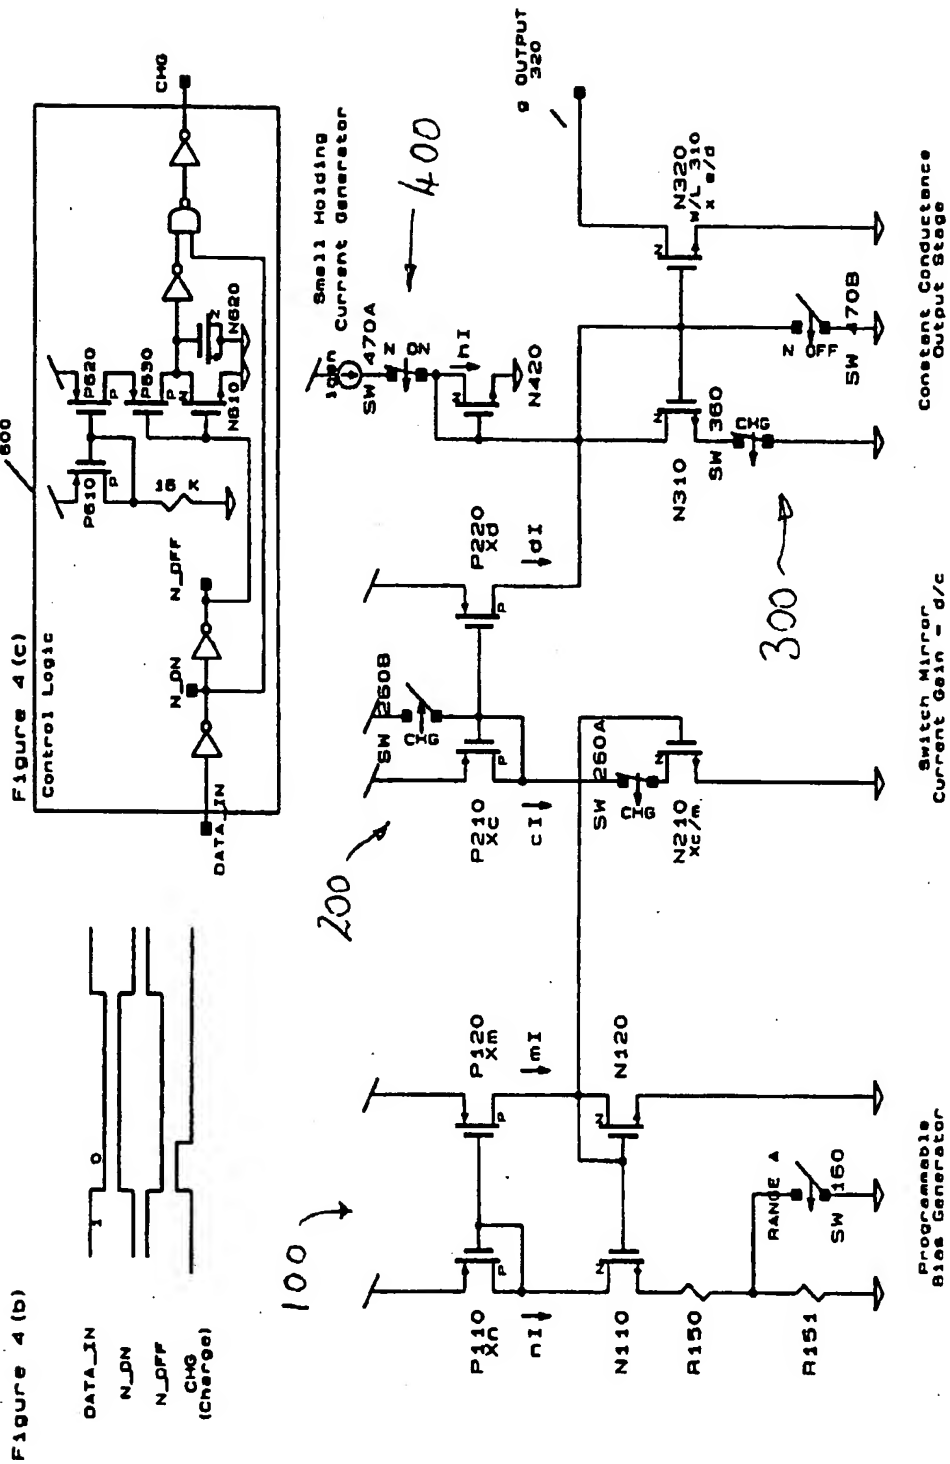 Figure 4(b)
DATA_IN
1
0
N_ON
N_OFF
CHG
(Charge)
Figure 4(c)
600
Control Logic
DATA_IN
N_ON
N_OFF
P610
P
15 K
P620
P
P630
P
N
N610
N
N620
CHG
100
P110
Xn
P
nI
N110
N
R150
R151
RANGE A
SW 160
P120
Xm
P
mI
N120
N
Programmable
Bias Generator
200
P210
Xc
P
cI
SW 260B
CHG
SW 260A
CHG
N210
Xc/m
N
P220
Xd
P
dI
Switch Mirror
Current Gain = d/c
Small Holding
Current Generator
400
SW 470A
N ON
hI
N
N420
300
N310
N
SW 360
CHG
N OFF
SW 470B
N320
W/L 310
x e/d
N
g OUTPUT
320
Constant Conductance
Output Stage